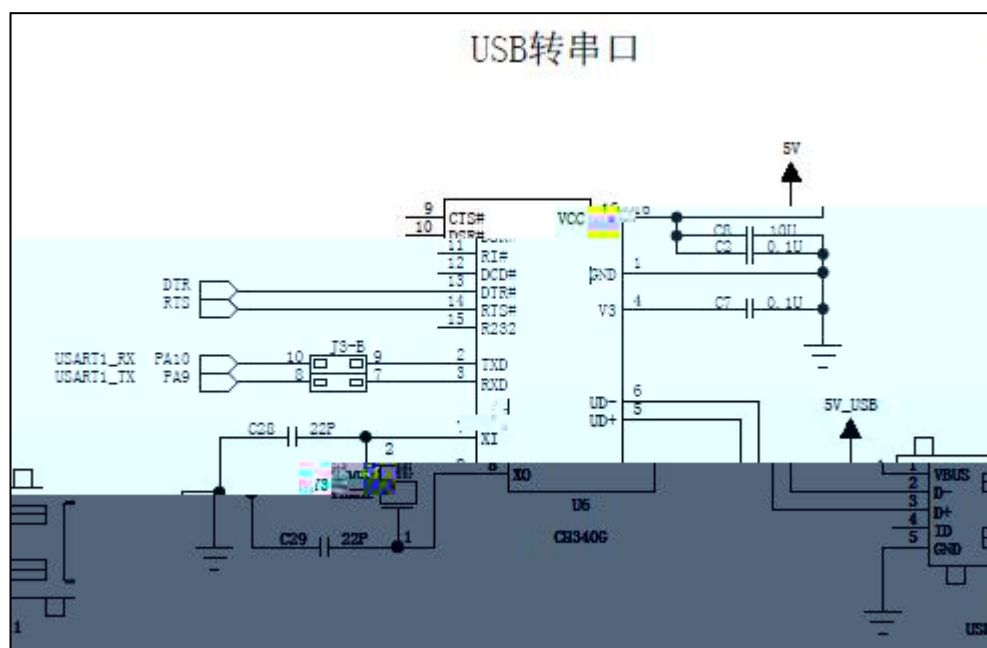 USB转串口
5V
9 CTS# VCC
10 DSR# C8 10U
11 C2 0.1U
12 RI# GND 1
13 DCD#
DTR DTR#
RTS 14 RTS# V3 4 C7 0.1U
15 R232
J3-B
USART1_RX PA10 10 9 2 TXD
USART1_TX PA9 8 7 3 RXD
UD- 6
UD+ 5 5V_USB
C28 22P XI
2
8 XO 1 VBUS
2 D-
U6 3 D+
4 ID
C29 22P 1 CH340G 5 GND
1